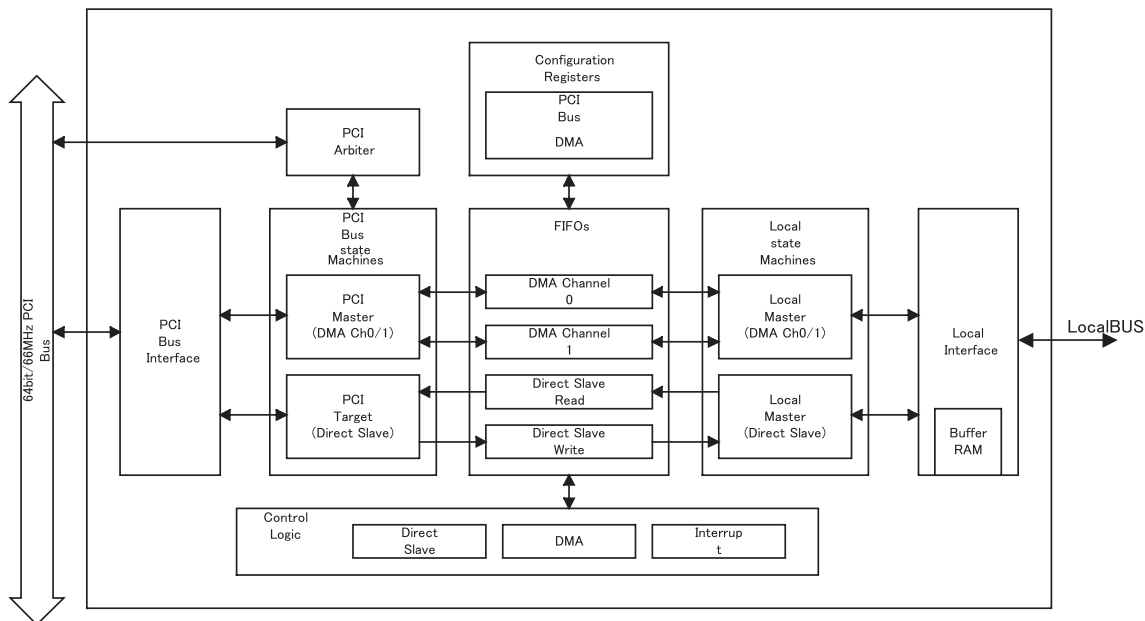 64bit/66MHz PCI
Bus
PCI
Arbiter
Configuration
Registers
PCI
Bus
DMA
PCI
Bus
Interface
PCI
Bus
state
Machines
PCI
Master
(DMA Ch0/1)
PCI
Target
(Direct Slave)
FIFOs
DMA Channel
0
DMA Channel
1
Direct Slave
Read
Direct Slave
Write
Local
state
Machines
Local
Master
(DMA Ch0/1)
Local
Master
(Direct Slave)
Local
Interface
Buffer
RAM
LocalBUS
Control
Logic
Direct
Slave
DMA
Interrup
t